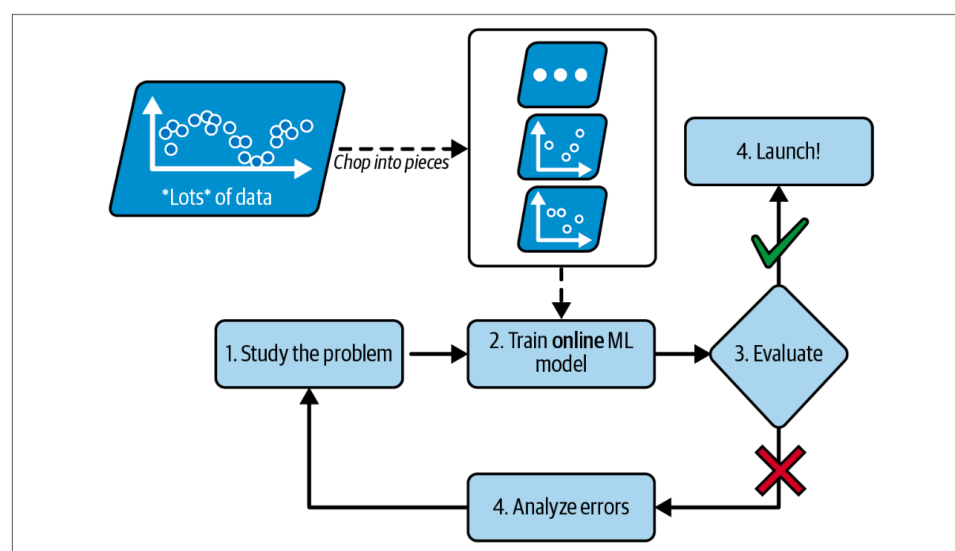 Chop into pieces
*Lots* of data
4. Launch!
1. Study the problem
2. Train online ML
model
3. Evaluate
4. Analyze errors